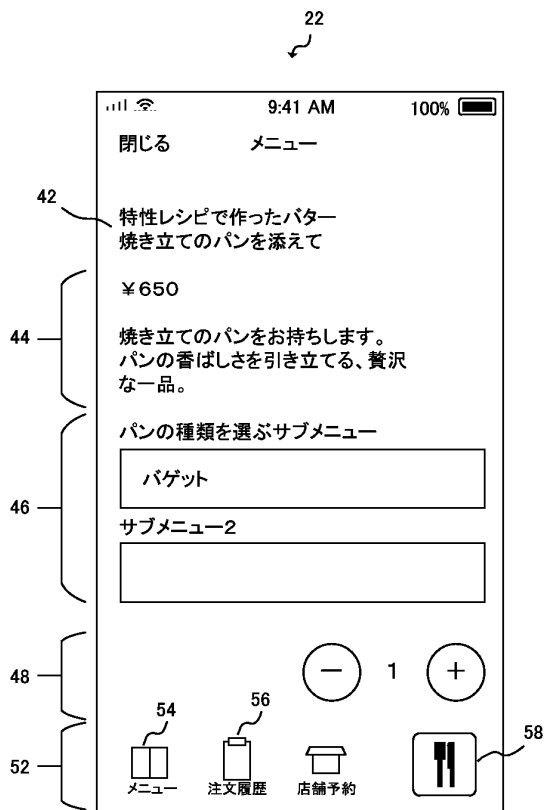 22
9:41 AM 100%
閉じる メニュー
42
特性レシピで作ったバター
焼き立てのパンを添えて
¥650
44
焼き立てのパンをお持ちします。
パンの香ばしさを引き立てる、贅沢
な一品。
パンの種類を選ぶサブメニュー
バゲット
46
サブメニュー2
48
− 1 +
54
56
58
52
メニュー 注文履歴 店舗予約